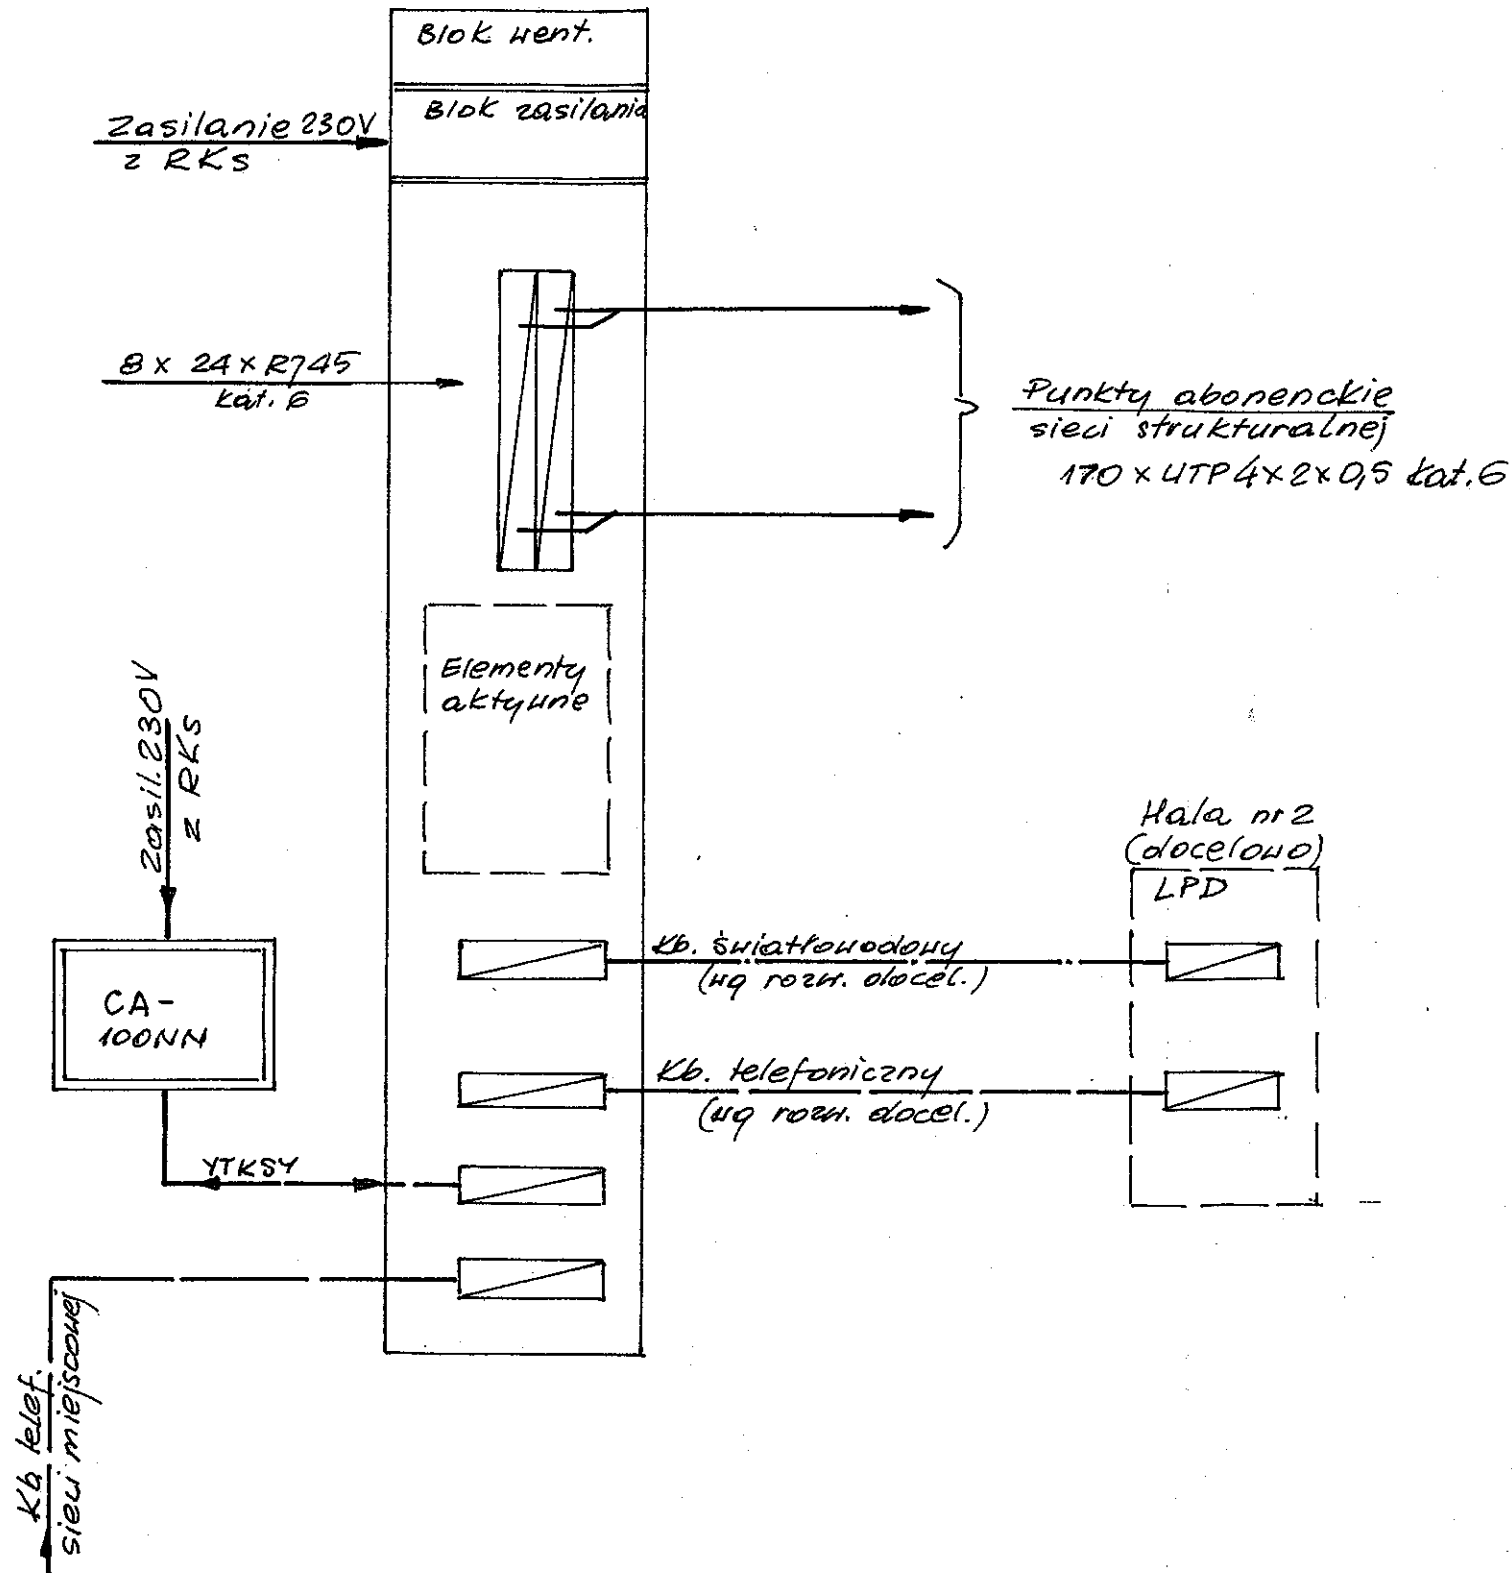 Blok went.
Blok zasilania
Zasilanie 230V
z RKs
8 x 24 x RJ45
kat. 6
Punkty abonenckie
sieci strukturalnej
170 x UTP 4x2x0,5 kat.6
Elementy
aktywne
zasil. 230V
z RKs
Hala nr 2
(docelowo)
LPD
CA-
100NN
Kb. światłowodowy
(wg rozw. docel.)
Kb. telefoniczny
(wg rozw. docel.)
YTKSY
Kb telef.
sieci miejscowej